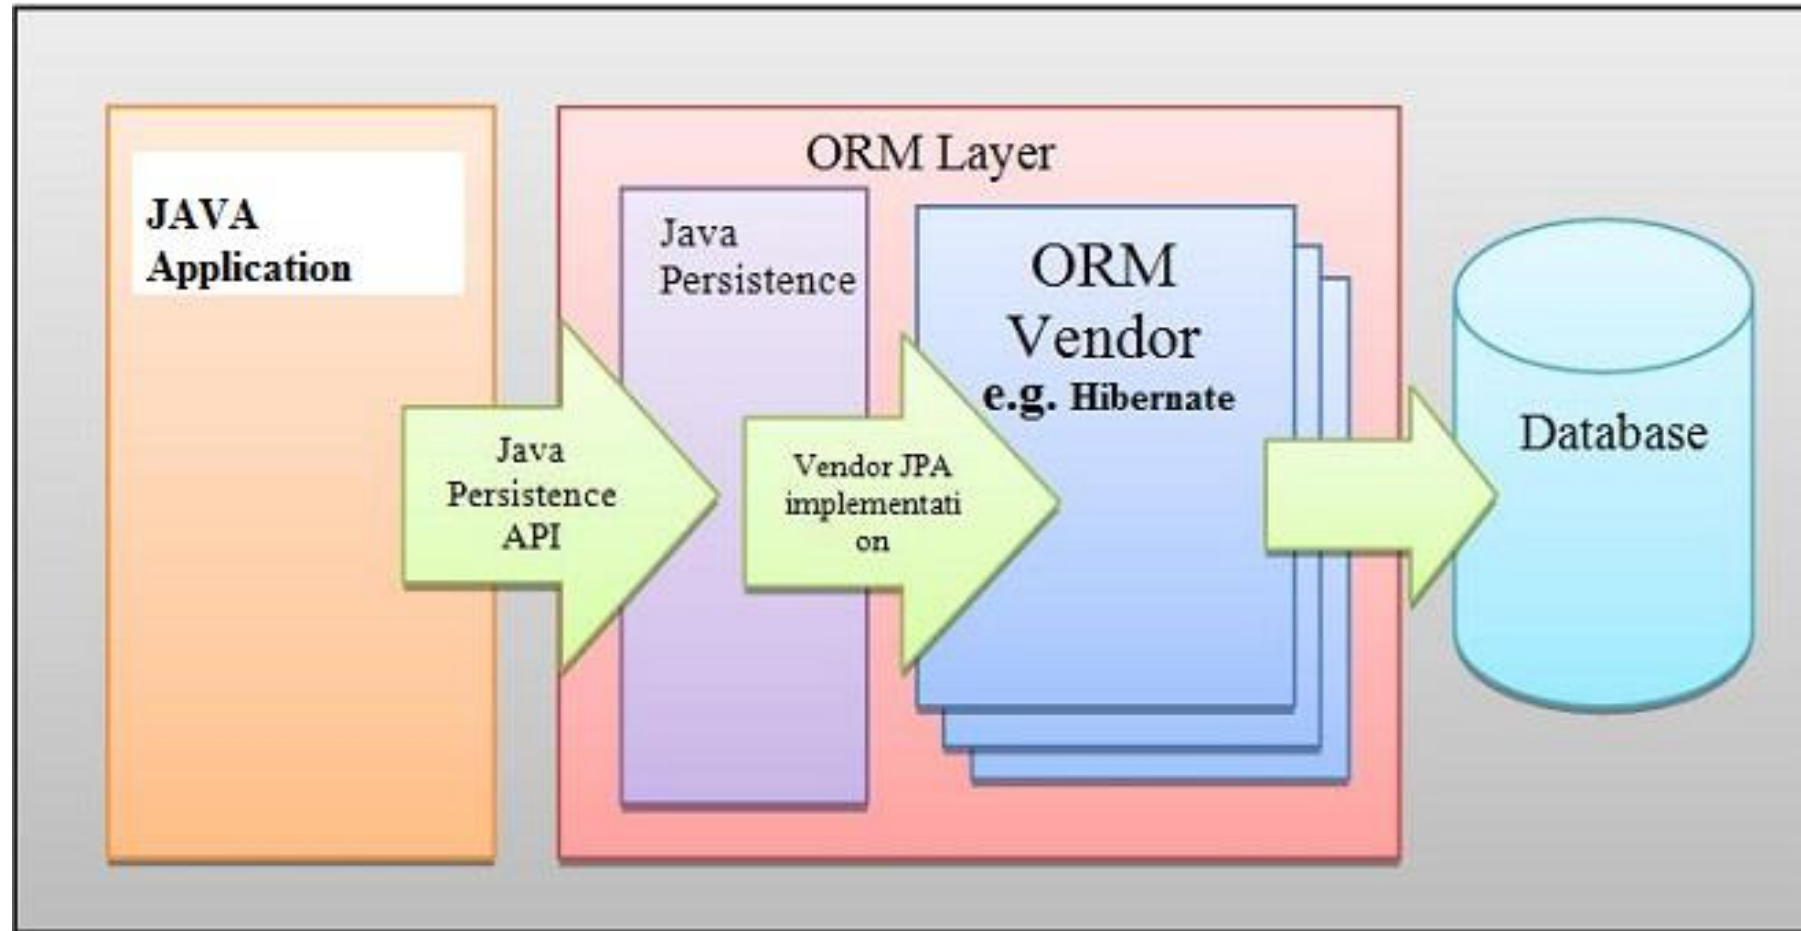 JAVA
Application
Java
Persistence
API
ORM Layer
Java
Persistence
Vendor JPA
implementati
on
ORM
Vendor
e.g. Hibernate
Database